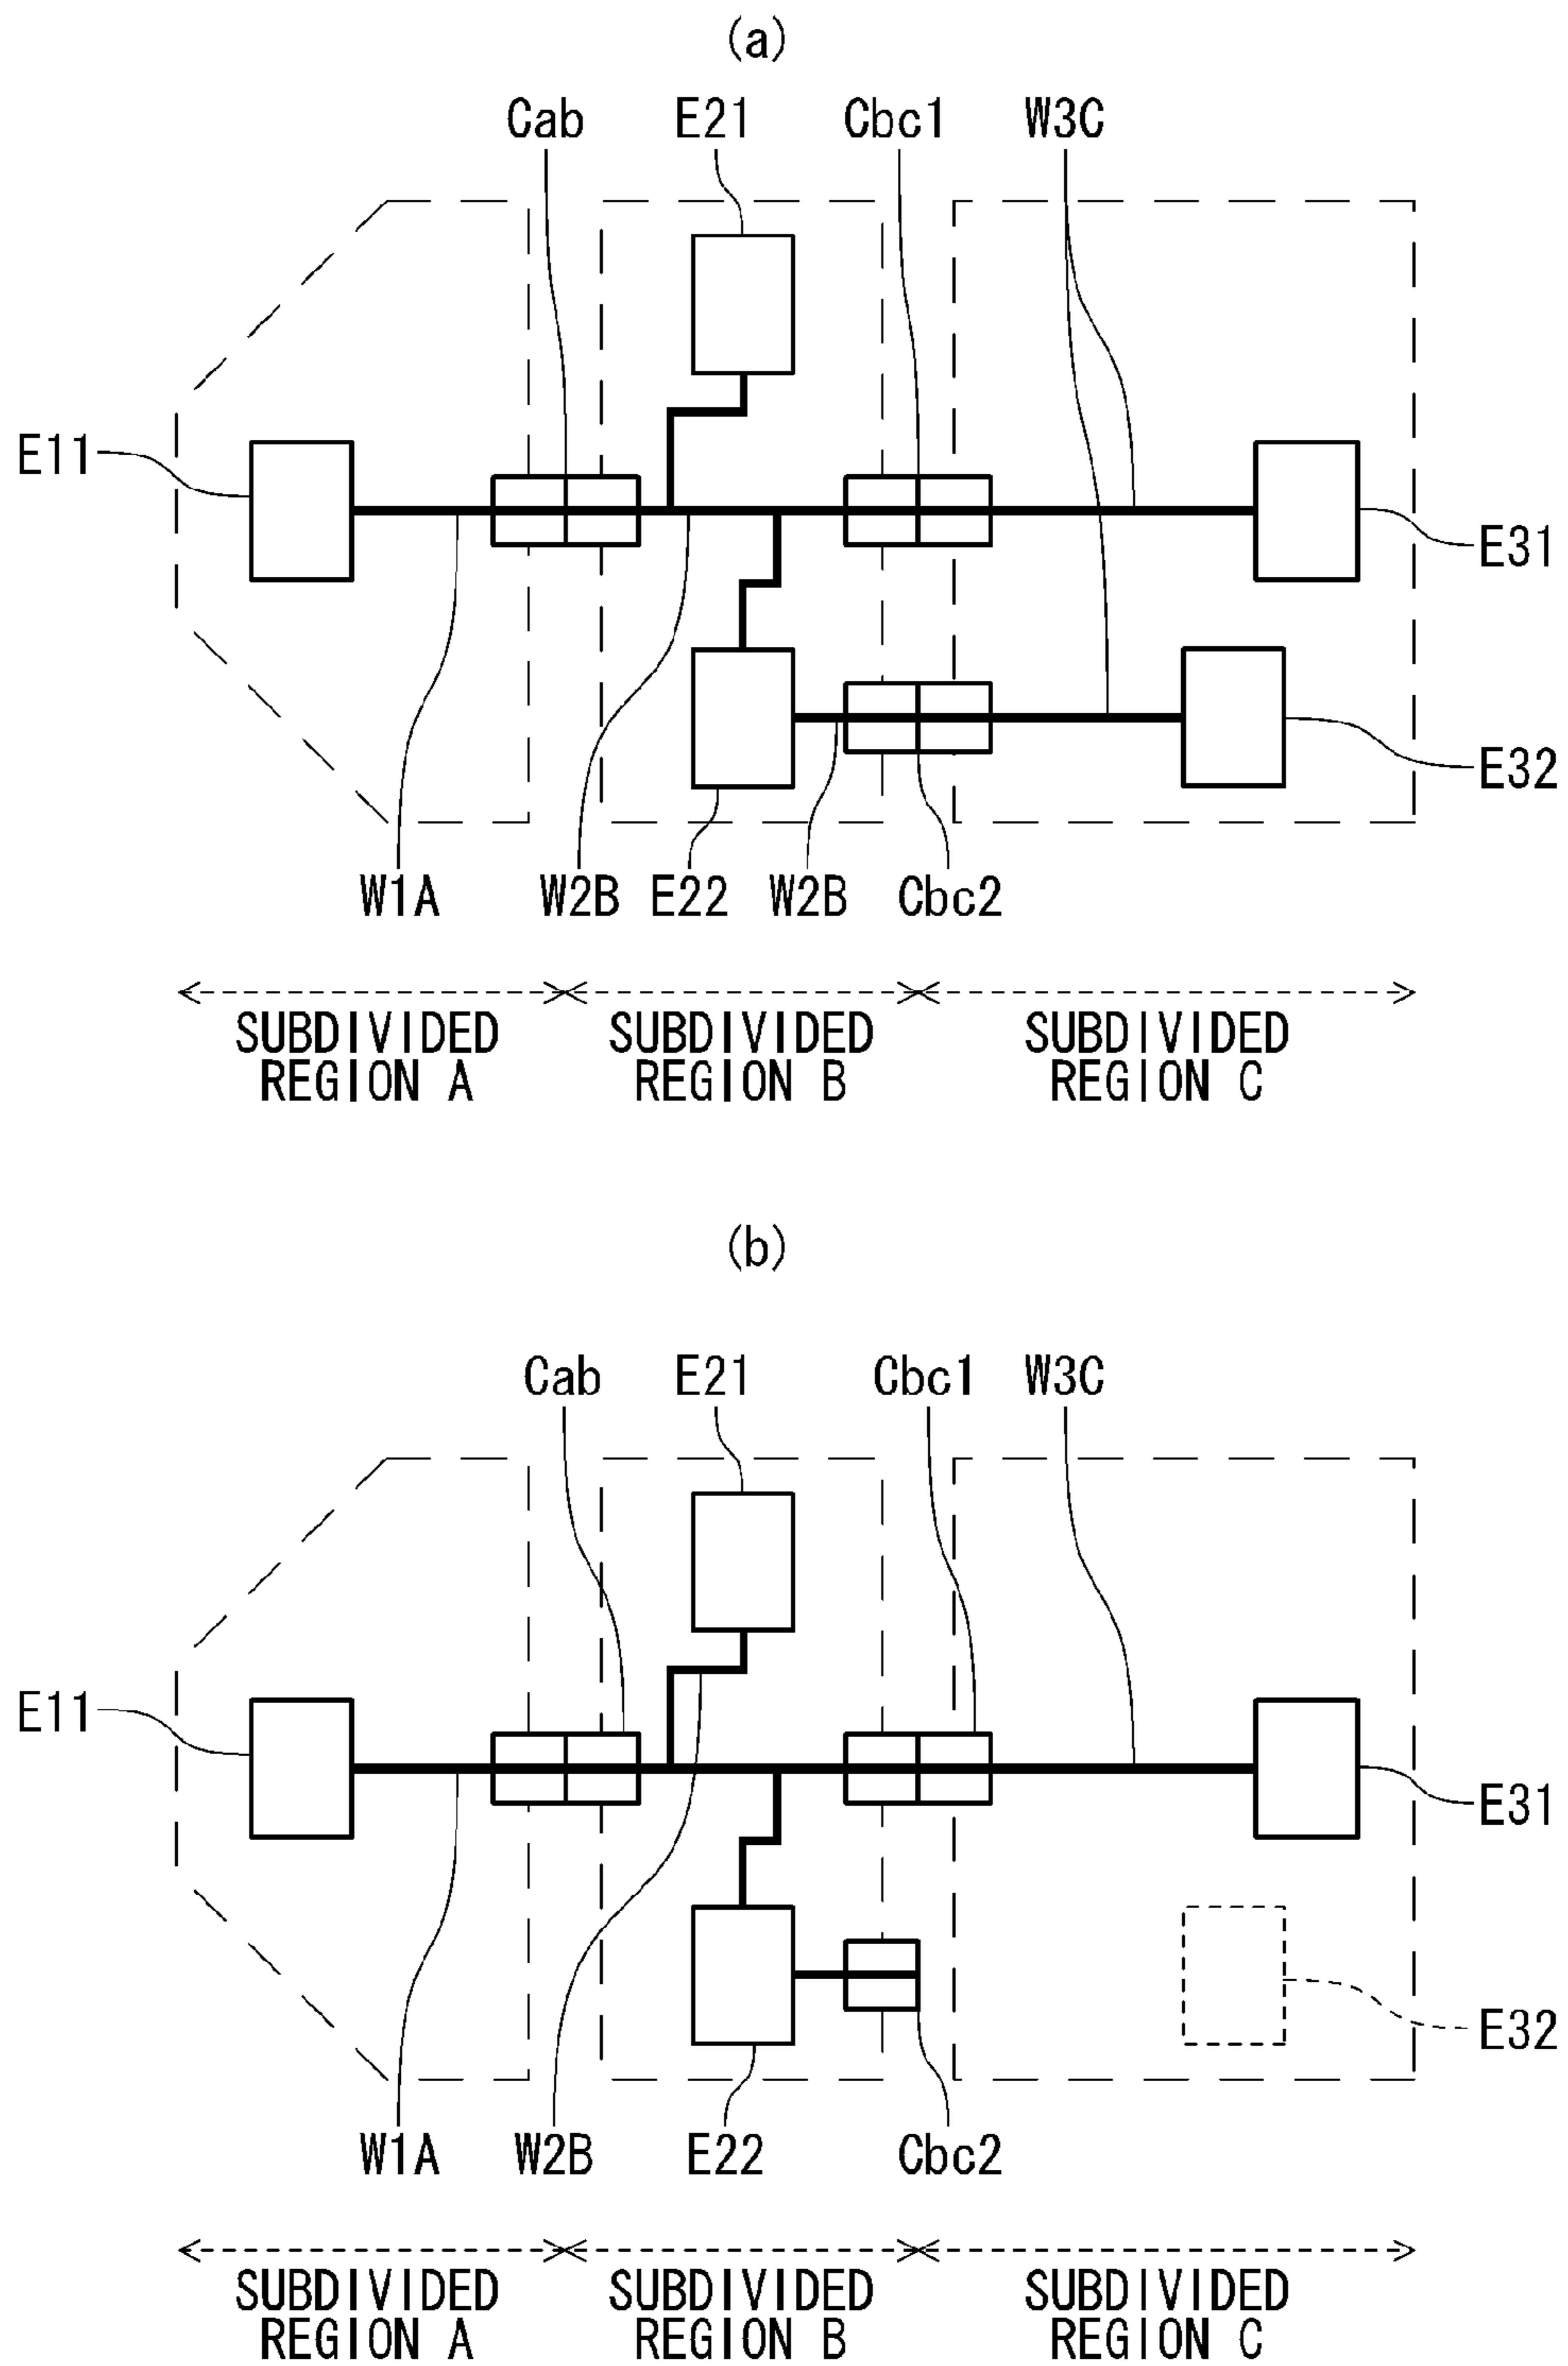 (a)
Cab E21 Cbc1 W3C
E11
E31
E32
W1A W2B E22 W2B Cbc2
SUBDIVIDED SUBDIVIDED SUBDIVIDED
REGION A REGION B REGION C
(b)
Cab E21 Cbc1 W3C
E11
E31
E32
W1A W2B E22 Cbc2
SUBDIVIDED SUBDIVIDED SUBDIVIDED
REGION A REGION B REGION C